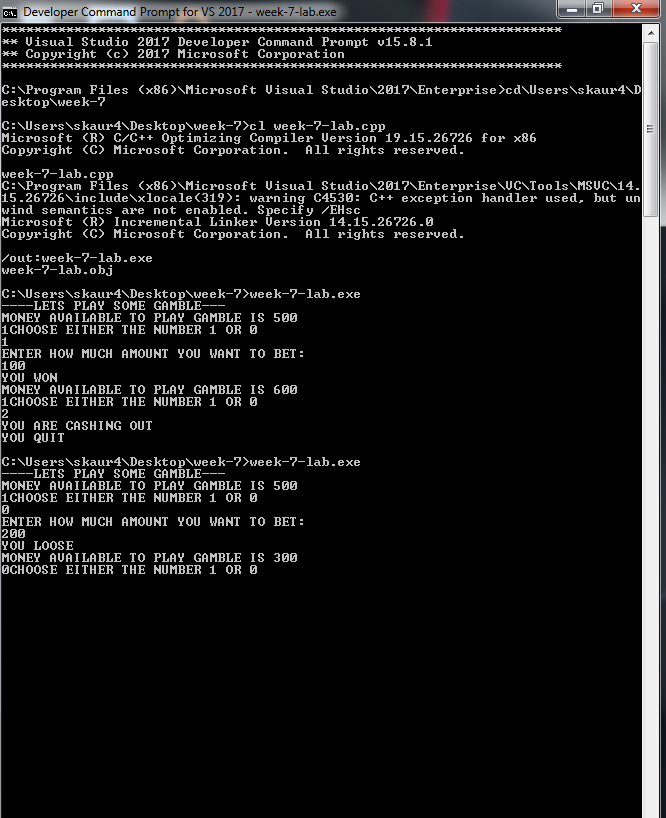 Developer Command Prompt for VS 2017 - week-7-lab.exe
**********************************************************************
** Visual Studio 2017 Developer Command Prompt v15.8.1
** Copyright (c) 2017 Microsoft Corporation
**********************************************************************
C:\Program Files (x86)\Microsoft Visual Studio\2017\Enterprise>cd\Users\skaur4\D
esktop\week-7
C:\Users\skaur4\Desktop\week-7>cl week-7-lab.cpp
Microsoft (R) C/C++ Optimizing Compiler Version 19.15.26726 for x86
Copyright (C) Microsoft Corporation.  All rights reserved.
week-7-lab.cpp
C:\Program Files (x86)\Microsoft Visual Studio\2017\Enterprise\VC\Tools\MSVC\14.
15.26726\include\xlocale(319): warning C4530: C++ exception handler used, but un
wind semantics are not enabled. Specify /EHsc
Microsoft (R) Incremental Linker Version 14.15.26726.0
Copyright (C) Microsoft Corporation.  All rights reserved.
/out:week-7-lab.exe
week-7-lab.obj
C:\Users\skaur4\Desktop\week-7>week-7-lab.exe
----LETS PLAY SOME GAMBLE---
MONEY AVAILABLE TO PLAY GAMBLE IS 500
1CHOOSE EITHER THE NUMBER 1 OR 0
1
ENTER HOW MUCH AMOUNT YOU WANT TO BET:
100
YOU WON
MONEY AVAILABLE TO PLAY GAMBLE IS 600
1CHOOSE EITHER THE NUMBER 1 OR 0
2
YOU ARE CASHING OUT
YOU QUIT
C:\Users\skaur4\Desktop\week-7>week-7-lab.exe
----LETS PLAY SOME GAMBLE---
MONEY AVAILABLE TO PLAY GAMBLE IS 500
1CHOOSE EITHER THE NUMBER 1 OR 0
0
ENTER HOW MUCH AMOUNT YOU WANT TO BET:
200
YOU LOOSE
MONEY AVAILABLE TO PLAY GAMBLE IS 300
0CHOOSE EITHER THE NUMBER 1 OR 0